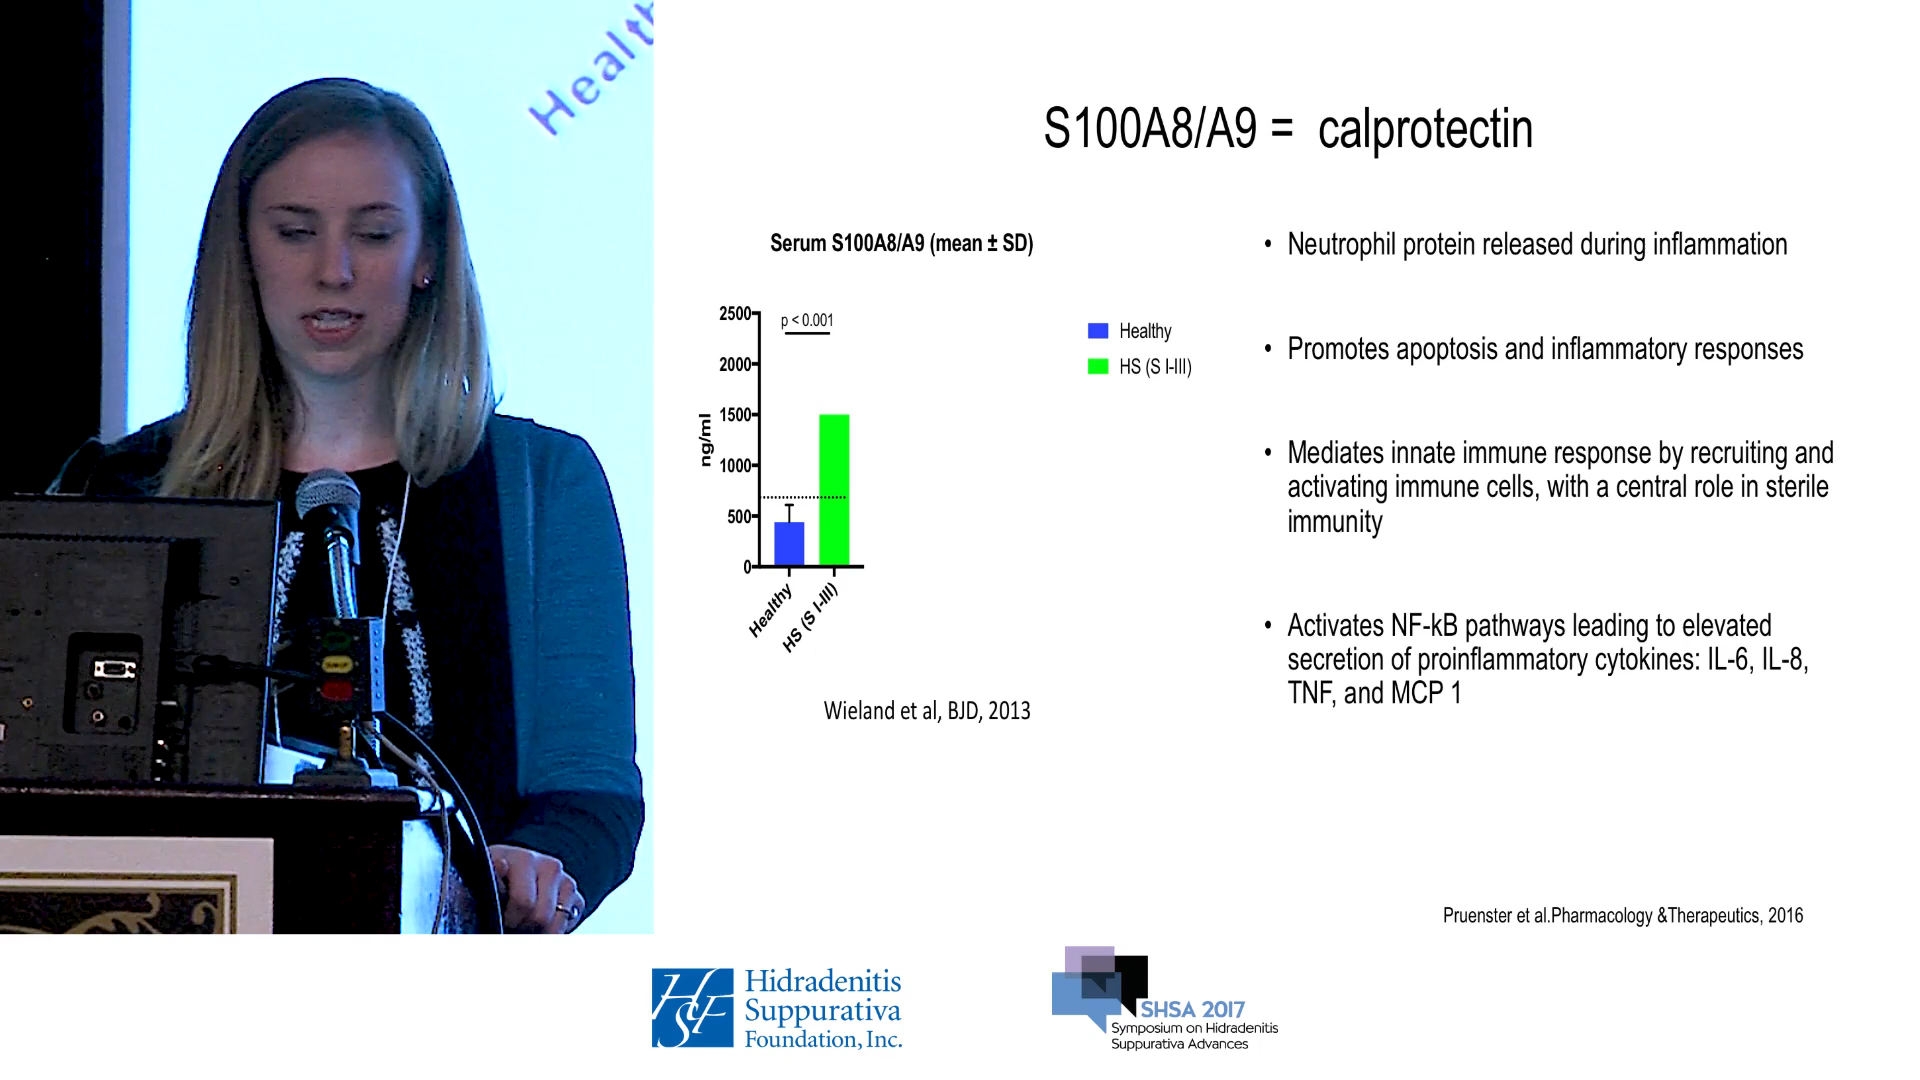 Healt
S100A8/A9 = calprotectin
Serum S100A8/A9 (mean ± SD)
2500
2000
1500
1000
500
0
ng/ml
p < 0.001
Healthy
HS (S I-III)
Healthy
HS (S I-III)
Wieland et al, BJD, 2013
• Neutrophil protein released during inflammation
• Promotes apoptosis and inflammatory responses
• Mediates innate immune response by recruiting and
activating immune cells, with a central role in sterile
immunity
• Activates NF-kB pathways leading to elevated
secretion of proinflammatory cytokines: IL-6, IL-8,
TNF, and MCP 1
Pruenster et al.Pharmacology &Therapeutics, 2016
HSF
Hidradenitis
Suppurativa
Foundation, Inc.
SHSA 2017
Symposium on Hidradenitis
Suppurativa Advances